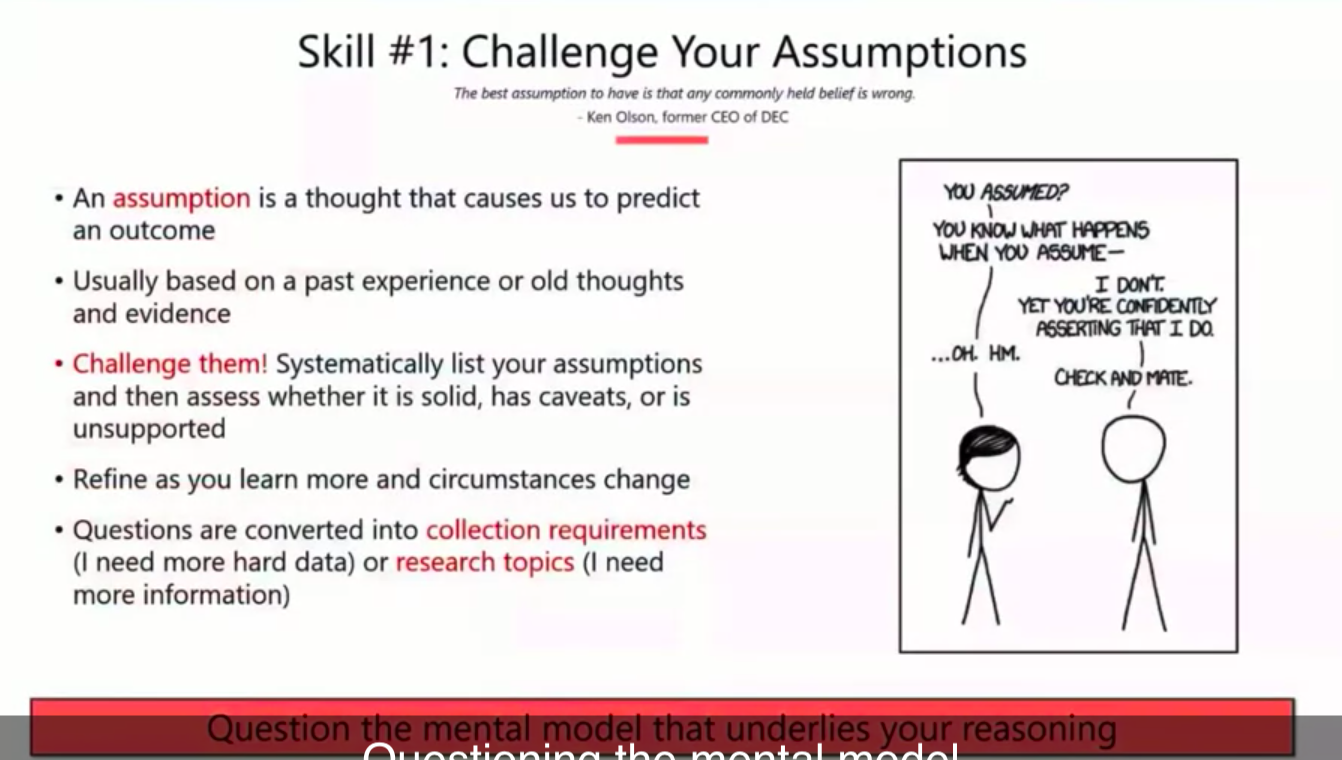 Skill #1: Challenge Your Assumptions
The best assumption to have is that any commonly held belief is wrong.
- Ken Olson, former CEO of DEC
• An assumption is a thought that causes us to predict
an outcome
• Usually based on a past experience or old thoughts
and evidence
• Challenge them! Systematically list your assumptions
and then assess whether it is solid, has caveats, or is
unsupported
• Refine as you learn more and circumstances change
• Questions are converted into collection requirements
(I need more hard data) or research topics (I need
more information)
YOU ASSUMED?
YOU KNOW WHAT HAPPENS
WHEN YOU ASSUME—
I DON'T.
YET YOU'RE CONFIDENTLY
ASSERTING THAT I DO.
...OH. HM.
CHECK AND MATE.
Question the mental model that underlies your reasoning
Questioning the mental model